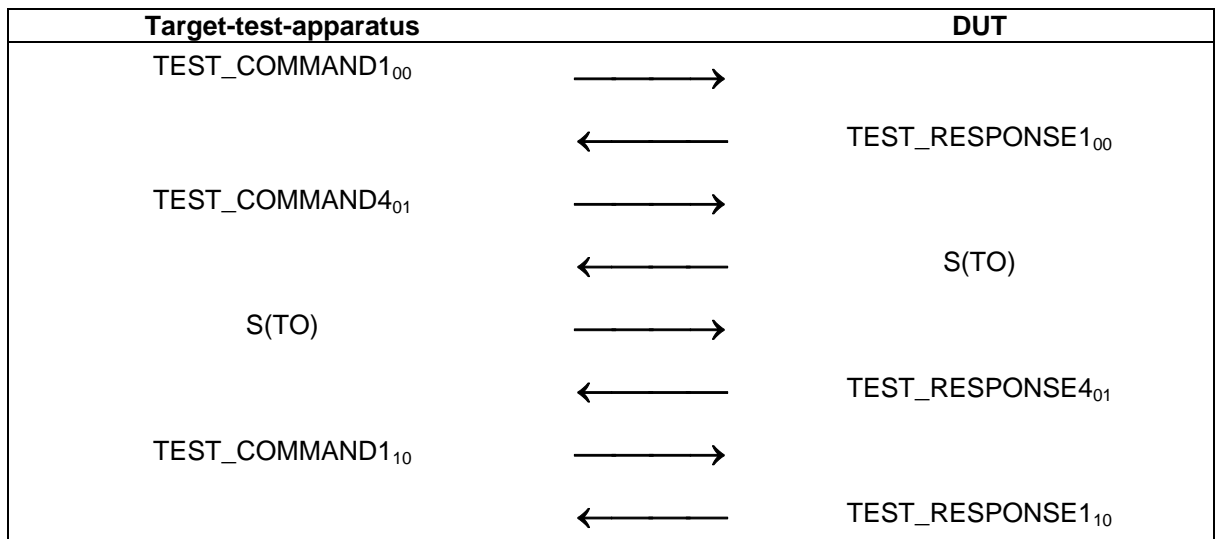 Target-test-apparatus DUT
TEST_COMMAND1₀₀
TEST_RESPONSE1₀₀
TEST_COMMAND4₀₁
S(TO)
S(TO)
TEST_RESPONSE4₀₁
TEST_COMMAND1₁₀
TEST_RESPONSE1₁₀